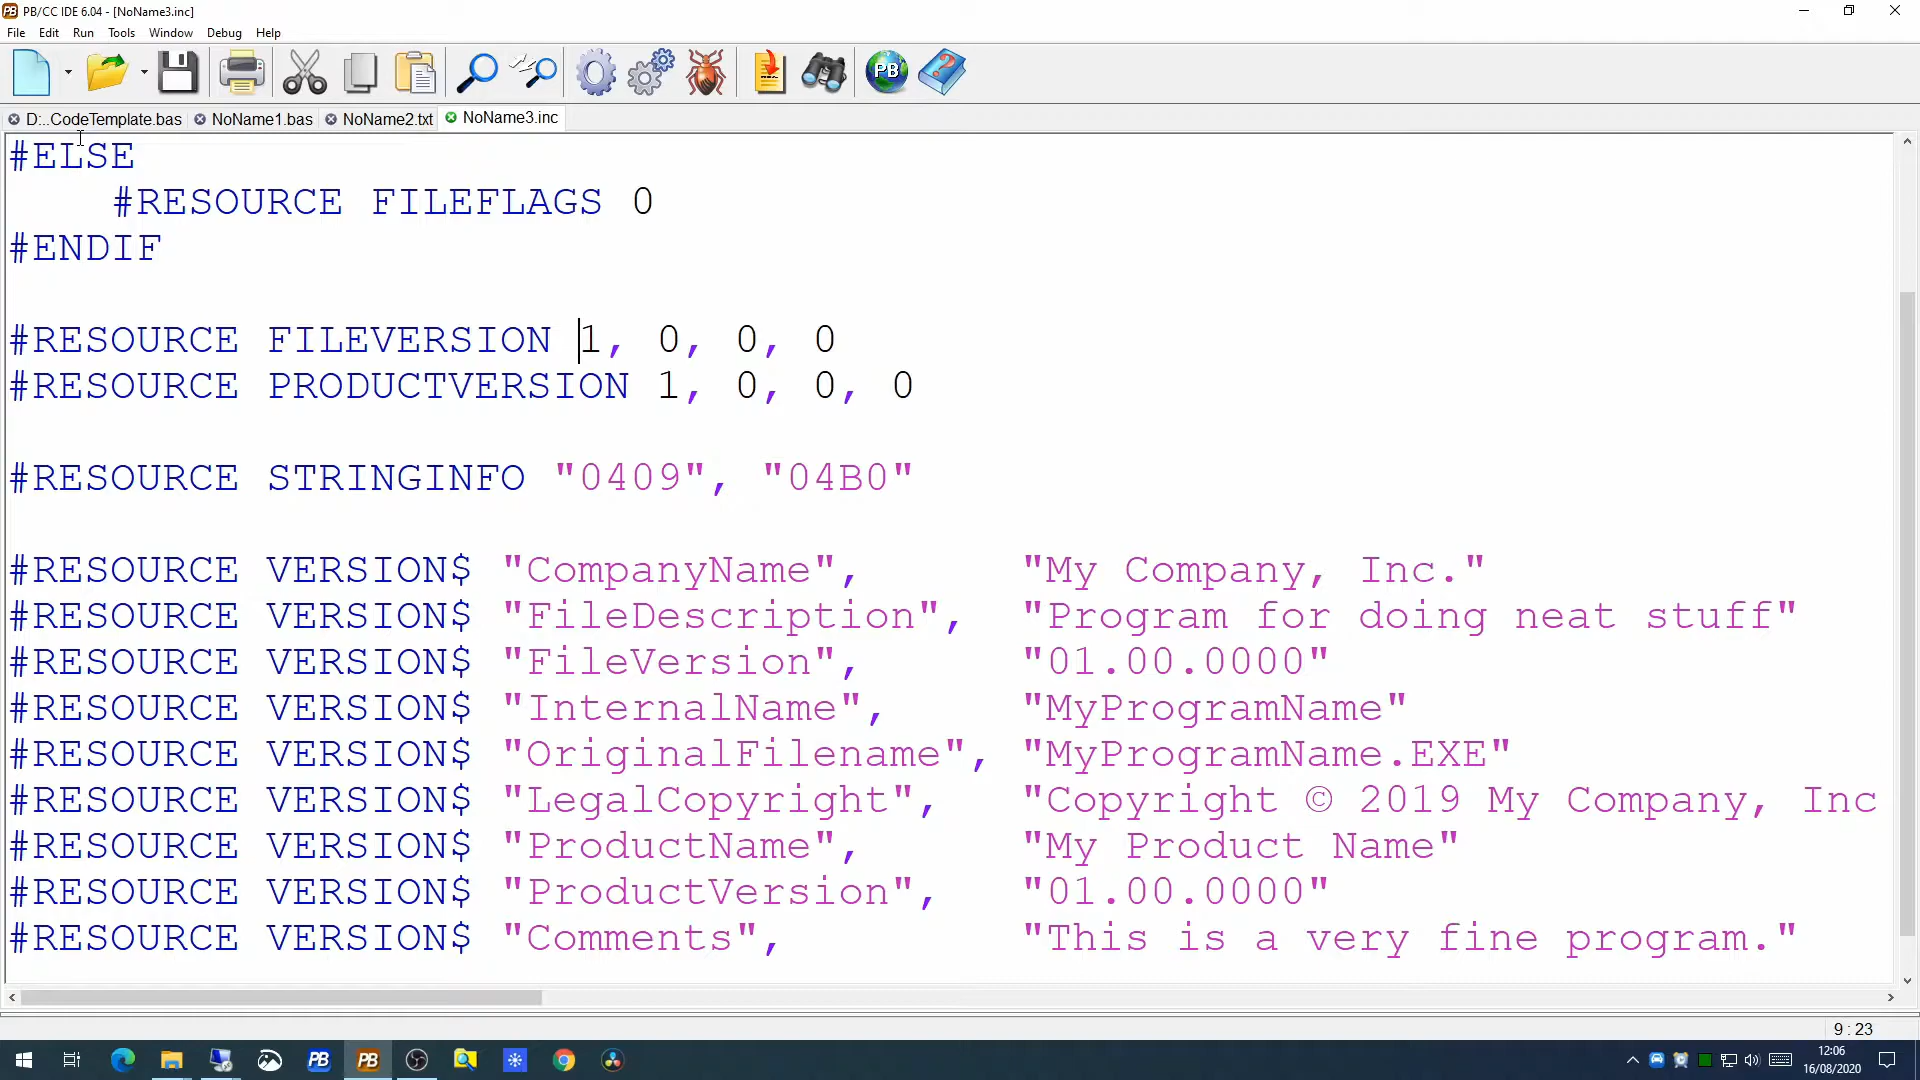 PB/CC IDE 6.04 - [NoName3.inc]
File Edit Run Tools Window Debug Help
PB
D:..CodeTemplate.bas NoName1.bas NoName2.txt NoName3.inc
#ELSE
#RESOURCE FILEFLAGS 0
#ENDIF
#RESOURCE FILEVERSION 1, 0, 0, 0
#RESOURCE PRODUCTVERSION 1, 0, 0, 0
#RESOURCE STRINGINFO "0409", "04B0"
#RESOURCE VERSION$ "CompanyName", "My Company, Inc."
#RESOURCE VERSION$ "FileDescription", "Program for doing neat stuff"
#RESOURCE VERSION$ "FileVersion", "01.00.0000"
#RESOURCE VERSION$ "InternalName", "MyProgramName"
#RESOURCE VERSION$ "OriginalFilename", "MyProgramName.EXE"
#RESOURCE VERSION$ "LegalCopyright", "Copyright © 2019 My Company, Inc
#RESOURCE VERSION$ "ProductName", "My Product Name"
#RESOURCE VERSION$ "ProductVersion", "01.00.0000"
#RESOURCE VERSION$ "Comments", "This is a very fine program."
9 : 23
PB PB
12:06
16/08/2020